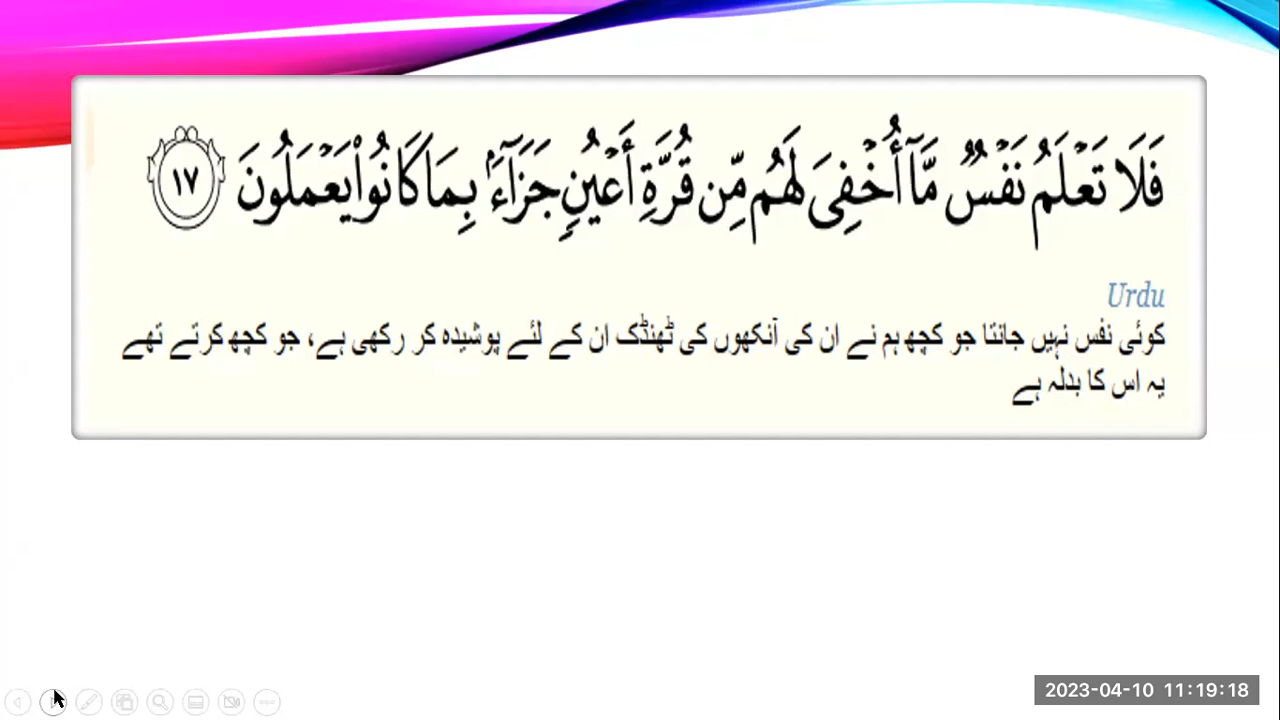 فَلَا تَعْلَمُ نَفْسٌ مَّآ أُخْفِىَ لَهُم مِّن قُرَّةِ أَعْيُنٍ جَزَآءًۢ بِمَا كَانُوا۟ يَعْمَلُونَ ١٧
Urdu
کوئی نفس نہیں جانتا جو کچھ ہم نے ان کی آنکھوں کی ٹھنڈک ان کے لئے پوشیدہ کر رکھی ہے، جو کچھ کرتے تھے
یہ اس کا بدلہ ہے
2023-04-10 11:19:18